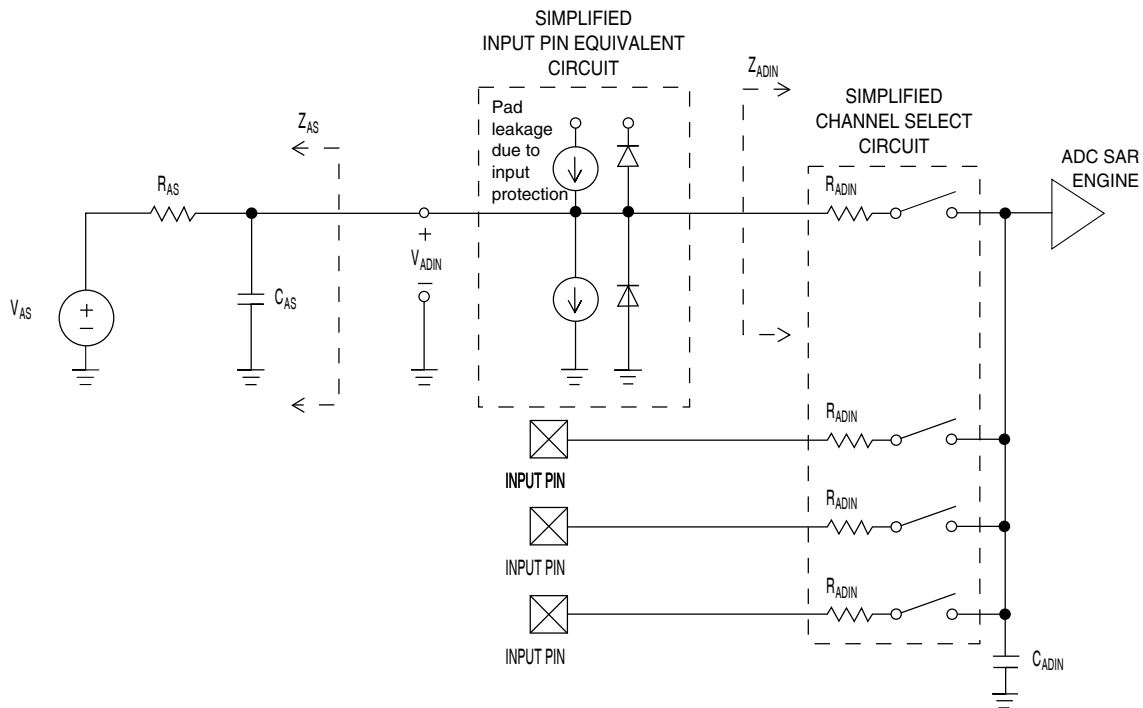 SIMPLIFIED
INPUT PIN EQUIVALENT
CIRCUIT
Pad
leakage
due to
input
protection
Z_ADIN
SIMPLIFIED
CHANNEL SELECT
CIRCUIT
ADC SAR
ENGINE
Z_AS
R_AS
R_ADIN
+
V_ADIN
–
C_AS
V_AS
+
–
R_ADIN
INPUT PIN
R_ADIN
INPUT PIN
R_ADIN
INPUT PIN
C_ADIN